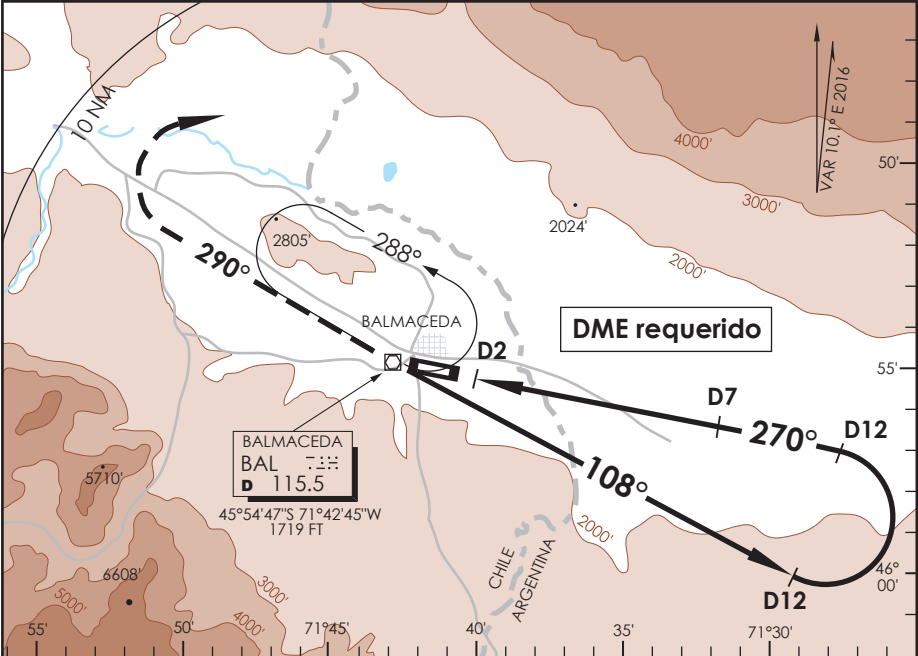 10 NM
VAR 10.1° E 2016
4000'
50'
3000'
2024'
2805'
288°
290°
2000'
BALMACEDA
DME requerido
D2
55'
D7
270°
D12
108°
BALMACEDA
BAL
D 115.5
45°54'47"S 71°42'45"W
1719 FT
5710'
2000'
CHILE
ARGENTINA
46°
00'
6608'
D12
3000'
5000'
4000'
55'
50'
71°45'
40'
35'
71°30'